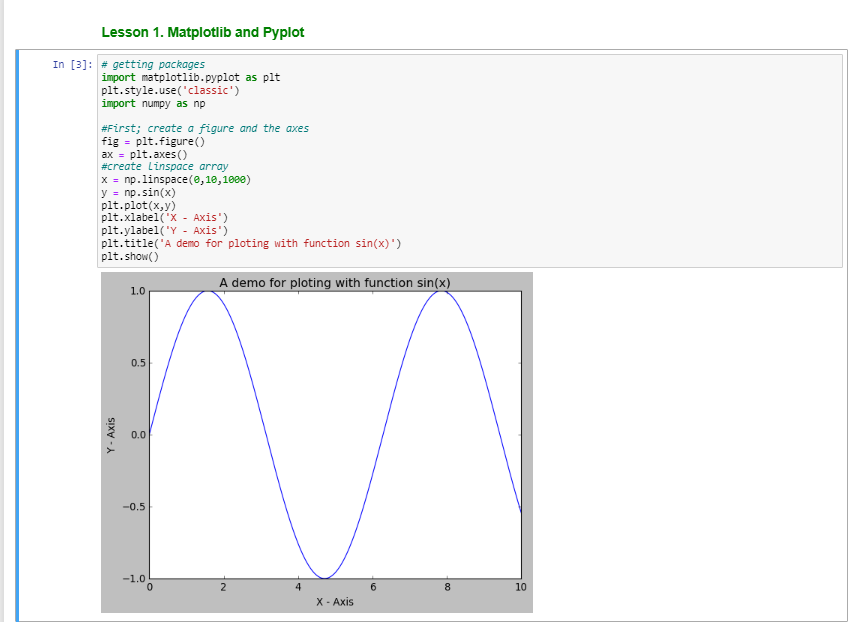 Lesson 1. Matplotlib and Pyplot
In [3]: # getting packages
import matplotlib.pyplot as plt
plt.style.use('classic')
import numpy as np
#First; create a figure and the axes
fig = plt.figure()
ax = plt.axes()
#create Linspace array
x = np.linspace(0,10,1000)
y = np.sin(x)
plt.plot(x,y)
plt.xlabel('X - Axis')
plt.ylabel('Y - Axis')
plt.title('A demo for ploting with function sin(x)')
plt.show()
A demo for ploting with function sin(x)
1.0
0.5
0.0
−0.5
−1.0
Y - Axis
0 2 4 6 8 10
X - Axis